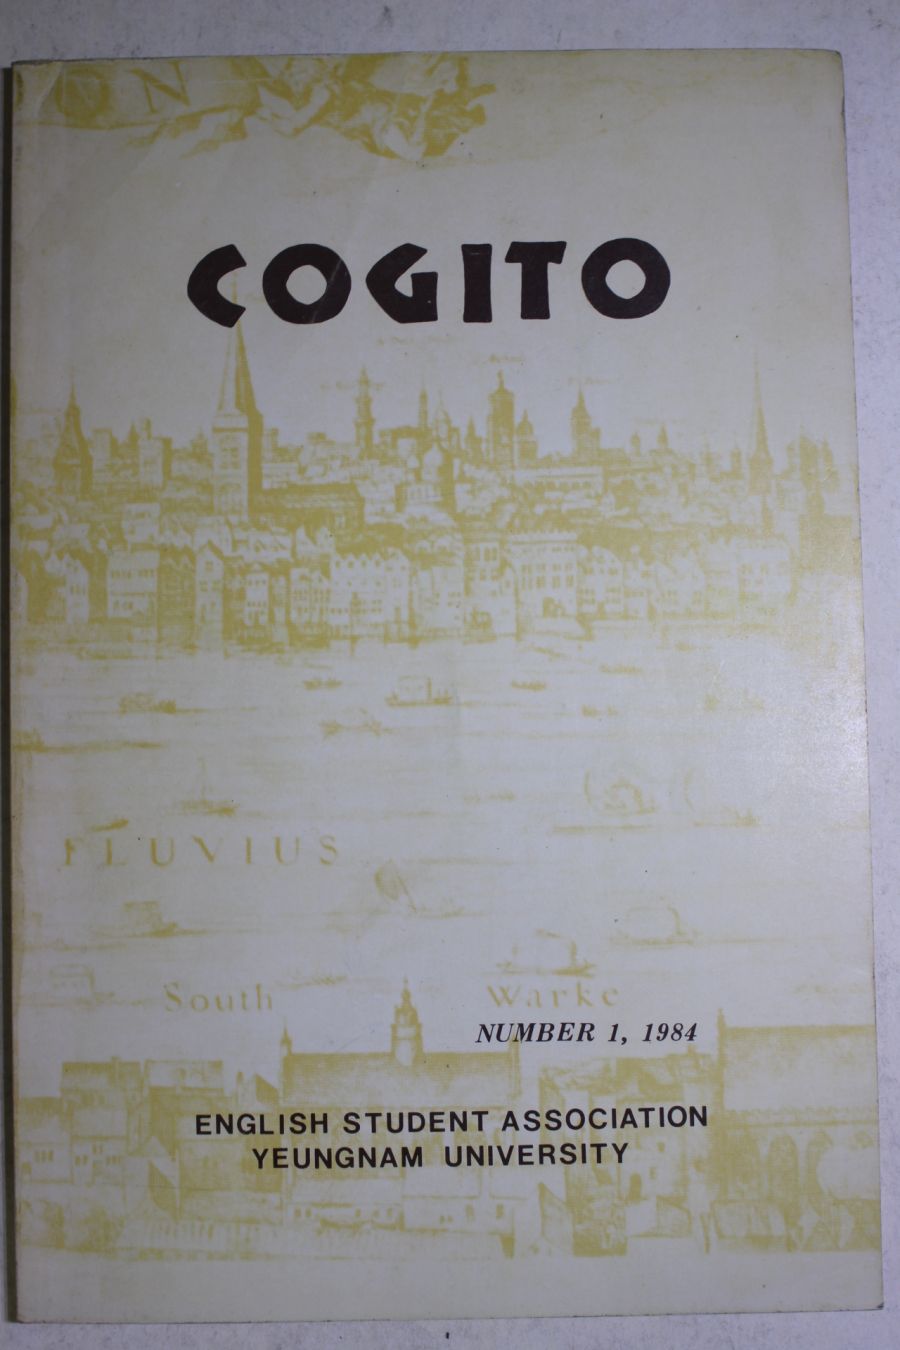 COGITO
FLUVIUS
South Warke
NUMBER 1, 1984
ENGLISH STUDENT ASSOCIATION
YEUNGNAM UNIVERSITY